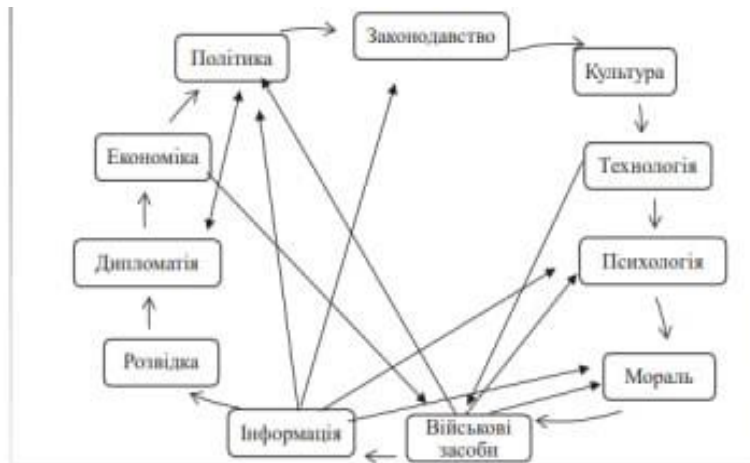 Законодавство
Політика
Культура
Економіка
Технологія
Дипломатія
Психологія
Розвідка
Мораль
Інформація
Військові
засоби